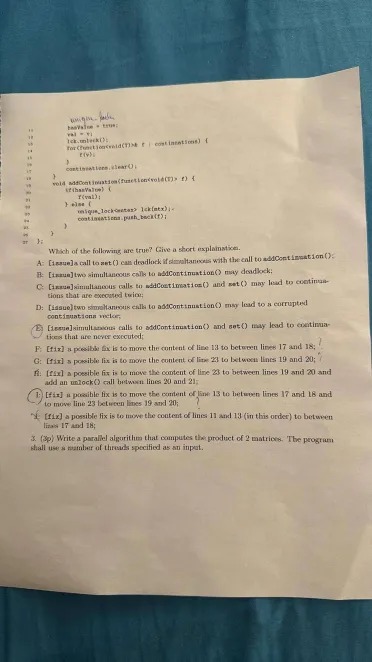 unique_lock
11 hasValue = true;
12 val = v;
13 lck.unlock();
14 for(function<void(T)>& f : continuations) {
15 f(v);
16 }
17 continuations.clear();
18 }
19 void addContinuation(function<void(T)> f) {
20 if(hasValue) {
21 f(val);
22 } else {
23 unique_lock<mutex> lck(mtx);
24 continuations.push_back(f);
25 }
26 }
27 };
Which of the following are true? Give a short explaination.
A: [issue]a call to set() can deadlock if simultaneous with the call to addContinuation();
B: [issue]two simultaneous calls to addContinuation() may deadlock;
C: [issue]simultaneous calls to addContinuation() and set() may lead to continua-
tions that are executed twice;
D: [issue]two simultaneous calls to addContinuation() may lead to a corrupted
continuations vector;
E: [issue]simultaneous calls to addContinuation() and set() may lead to continua-
tions that are never executed;
F: [fix] a possible fix is to move the content of line 13 to between lines 17 and 18; ?
G: [fix] a possible fix is to move the content of line 23 to between lines 19 and 20; ?
H: [fix] a possible fix is to move the content of line 23 to between lines 19 and 20 and
add an unlock() call between lines 20 and 21;
I: [fix] a possible fix is to move the content of line 13 to between lines 17 and 18 and
to move line 23 between lines 19 and 20; ?
[fix] a possible fix is to move the content of lines 11 and 13 (in this order) to between
lines 17 and 18;
3. (3p) Write a parallel algorithm that computes the product of 2 matrices. The program
shall use a number of threads specified as an input.